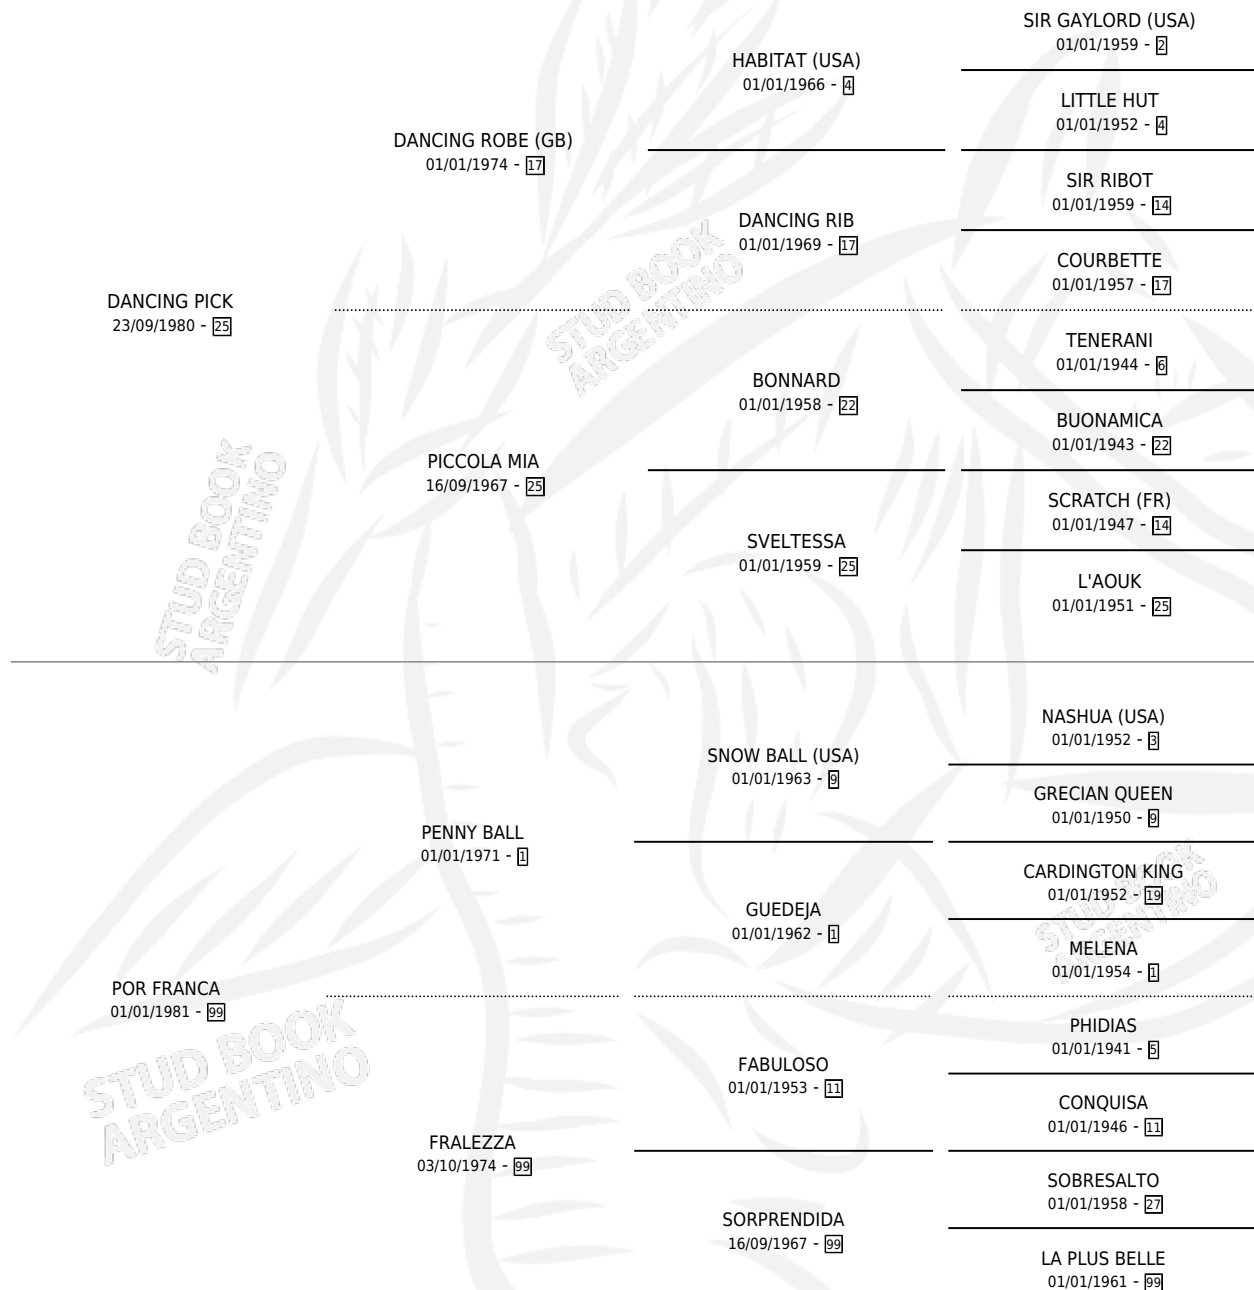 SIR GAYLORD (USA)
01/01/1959 - 2
HABITAT (USA)
01/01/1966 - 4
LITTLE HUT
01/01/1952 - 4
DANCING ROBE (GB)
01/01/1974 - 17
SIR RIBOT
01/01/1959 - 14
DANCING RIB
01/01/1969 - 17
COURBETTE
01/01/1957 - 17
DANCING PICK
23/09/1980 - 25
STUD BOOK
ARGENTINO
TENERANI
01/01/1944 - 6
BONNARD
01/01/1958 - 22
BUONAMICA
01/01/1943 - 22
PICCOLA MIA
16/09/1967 - 25
SCRATCH (FR)
01/01/1947 - 14
SVELTESSA
01/01/1959 - 25
L'AOUK
01/01/1951 - 25
STUD BOOK
ARGENTINO
NASHUA (USA)
01/01/1952 - 3
SNOW BALL (USA)
01/01/1963 - 9
GRECIAN QUEEN
01/01/1950 - 9
PENNY BALL
01/01/1971 - 1
CARDINGTON KING
01/01/1952 - 19
GUEDEJA
01/01/1962 - 1
MELENA
01/01/1954 - 1
STUD BOOK
ARGENTINO
POR FRANCA
01/01/1981 - 99
PHIDIAS
01/01/1941 - 5
FABULOSO
01/01/1953 - 11
CONQUISA
01/01/1946 - 11
STUD BOOK
ARGENTINO
FRALEZZA
03/10/1974 - 99
SOBRESALTO
01/01/1958 - 27
SORPRENDIDA
16/09/1967 - 99
LA PLUS BELLE
01/01/1961 - 99